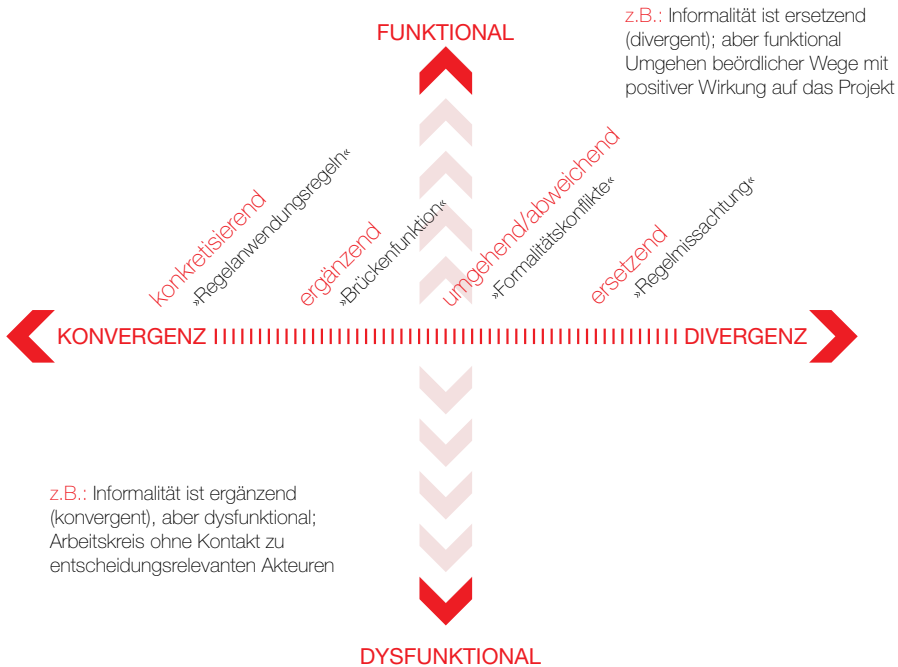 FUNKTIONAL
z.B.: Informalität ist ersetzend
(divergent); aber funktional
Umgehen beördlicher Wege mit
positiver Wirkung auf das Projekt
konkretisierend
»Regelanwendungsregeln«
ergänzend
»Brückenfunktion«
umgehend/abweichend
»Formalitätskonflikte«
ersetzend
»Regelmissachtung«
KONVERGENZ
DIVERGENZ
z.B.: Informalität ist ergänzend
(konvergent), aber dysfunktional;
Arbeitskreis ohne Kontakt zu
entscheidungsrelevanten Akteuren
DYSFUNKTIONAL